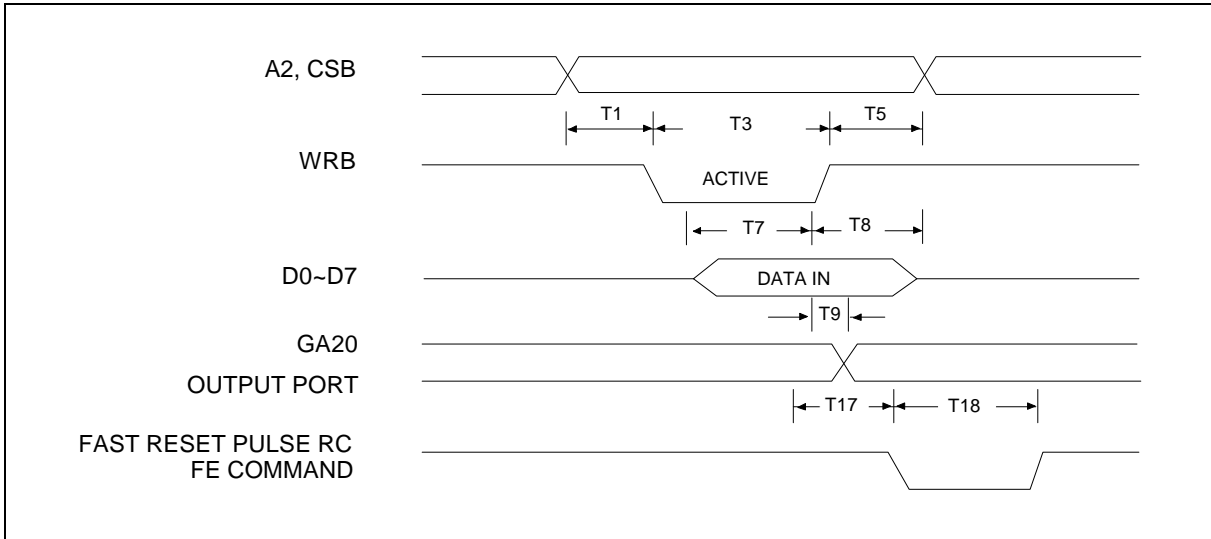 A2, CSB
T1
T3
T5
WRB
ACTIVE
T7
T8
D0~D7
DATA IN
T9
GA20
OUTPUT PORT
T17
T18
FAST RESET PULSE RC
FE COMMAND